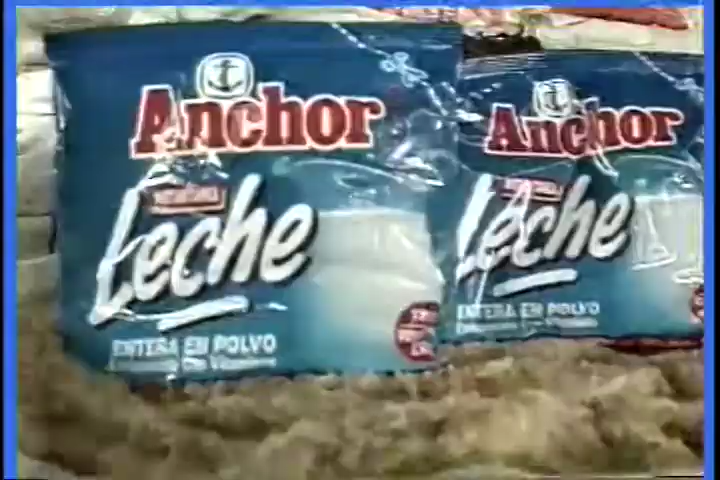 Anchor
Leche
ENTERA EN POLVO
Anchor
Leche
ENTERA EN POLVO